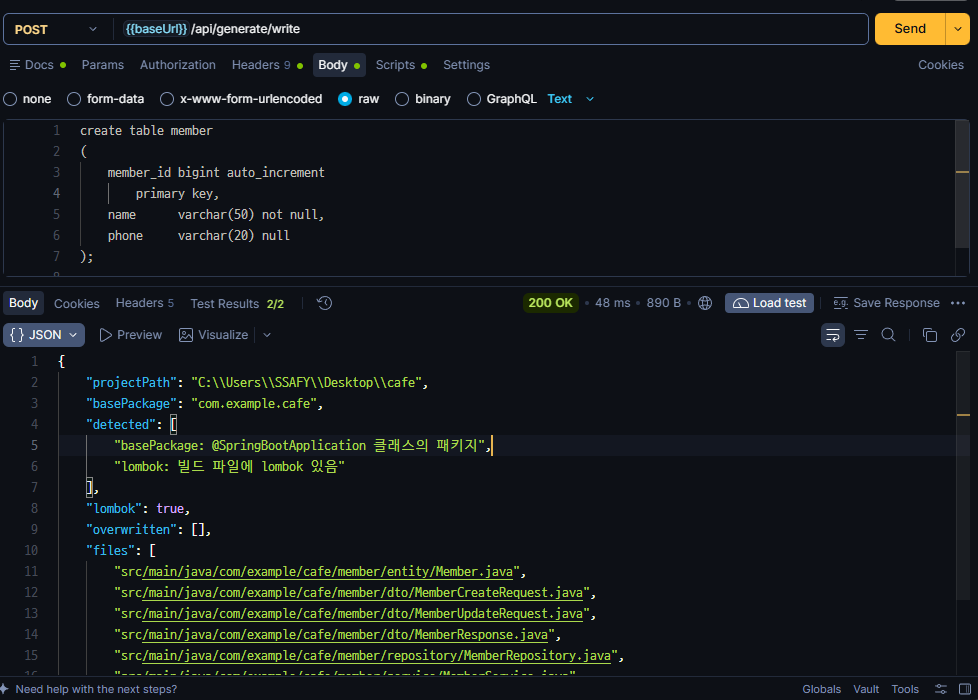 POST {{baseUrl}} /api/generate/write Send
Docs Params Authorization Headers 9 Body Scripts Settings Cookies
none form-data x-www-form-urlencoded raw binary GraphQL Text
1 create table member
2 (
3 member_id bigint auto_increment
4 primary key,
5 name varchar(50) not null,
6 phone varchar(20) null
7 );
Body Cookies Headers 5 Test Results 2/2 200 OK • 48 ms • 890 B • Load test e.g. Save Response
{ } JSON Preview Visualize
1 {
2 "projectPath": "C:\\Users\\SSAFY\\Desktop\\cafe",
3 "basePackage": "com.example.cafe",
4 "detected": [
5 "basePackage: @SpringBootApplication 클래스의 패키지",
6 "lombok: 빌드 파일에 lombok 있음"
7 ],
8 "lombok": true,
9 "overwritten": [],
10 "files": [
11 "src/main/java/com/example/cafe/member/entity/Member.java",
12 "src/main/java/com/example/cafe/member/dto/MemberCreateRequest.java",
13 "src/main/java/com/example/cafe/member/dto/MemberUpdateRequest.java",
14 "src/main/java/com/example/cafe/member/dto/MemberResponse.java",
15 "src/main/java/com/example/cafe/member/repository/MemberRepository.java",
Need help with the next steps? Globals Vault Tools